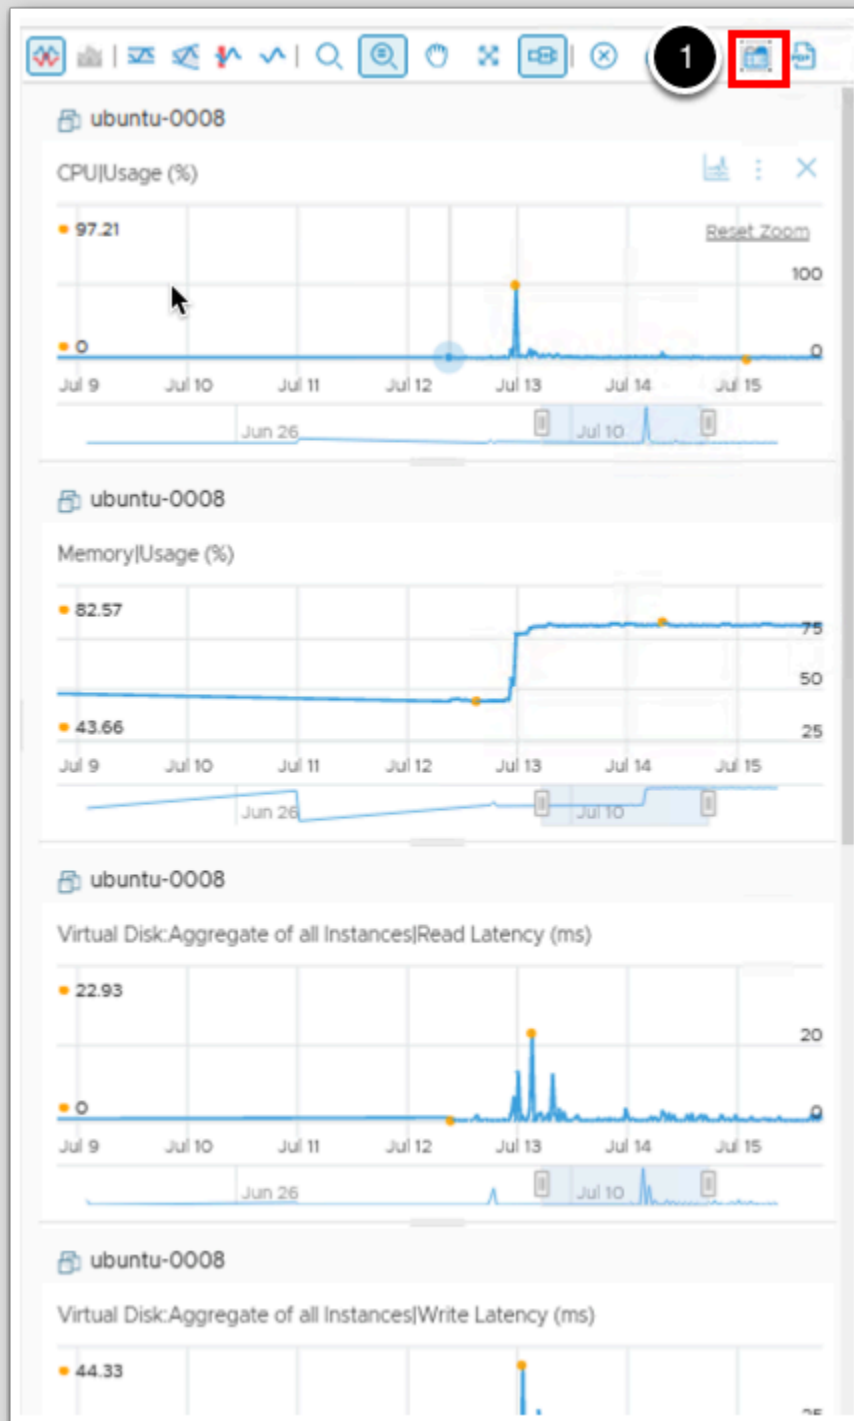 1
PDF
ubuntu-0008
CPU|Usage (%)
97.21
Reset Zoom
100
0
0
Jul 9 Jul 10 Jul 11 Jul 12 Jul 13 Jul 14 Jul 15
Jun 26 Jul 10
ubuntu-0008
Memory|Usage (%)
82.57
75
50
43.66
25
Jul 9 Jul 10 Jul 11 Jul 12 Jul 13 Jul 14 Jul 15
Jun 26 Jul 10
ubuntu-0008
Virtual Disk:Aggregate of all Instances|Read Latency (ms)
22.93
20
0
0
Jul 9 Jul 10 Jul 11 Jul 12 Jul 13 Jul 14 Jul 15
Jun 26 Jul 10
ubuntu-0008
Virtual Disk:Aggregate of all Instances|Write Latency (ms)
44.33